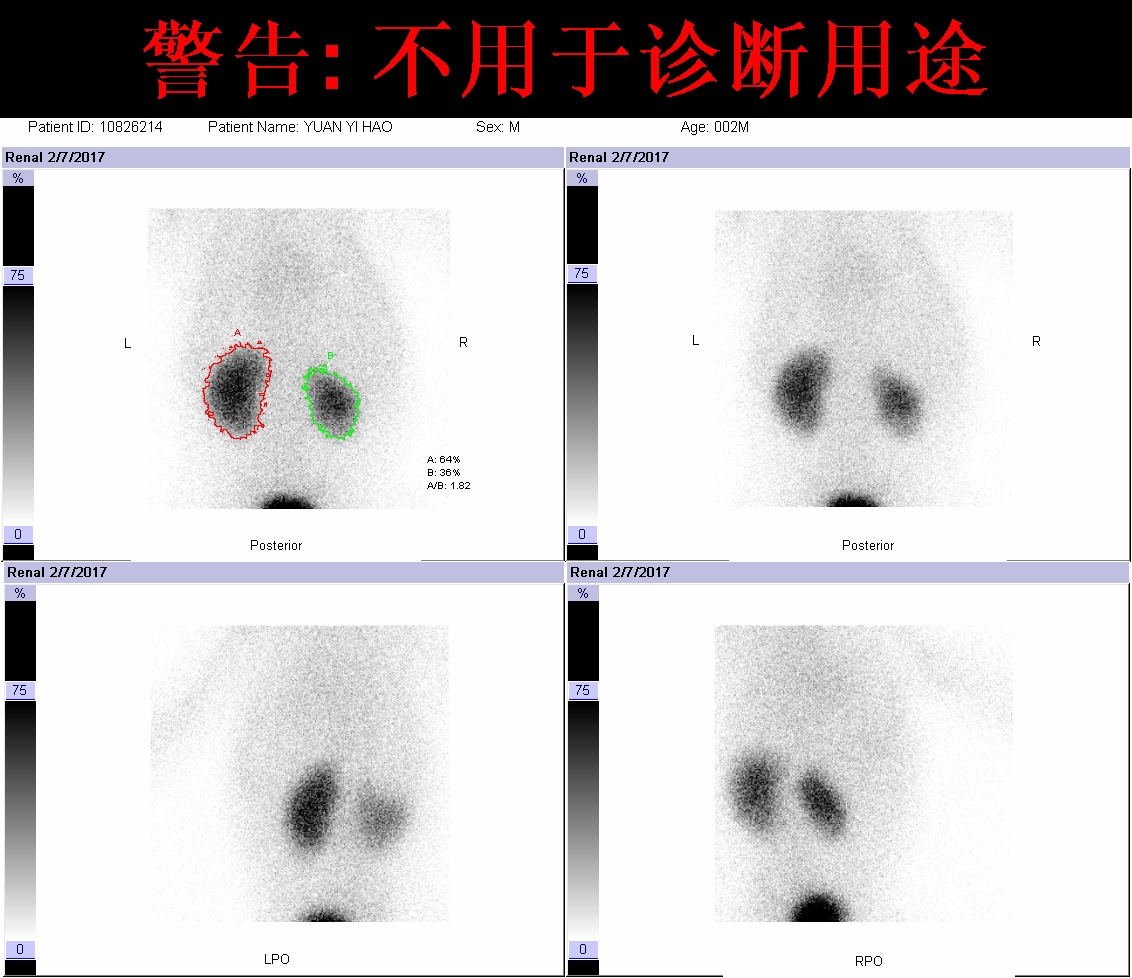 警告: 不用于诊断用途
Patient ID: 10826214 Patient Name: YUAN YI HAO Sex: M Age: 002M
Renal 2/7/2017 Renal 2/7/2017
% %
75 75
A
L R L R
B
A: 64%
B: 36%
A/B: 1.82
0 0
Posterior Posterior
Renal 2/7/2017 Renal 2/7/2017
% %
75 75
0 0
LPO RPO